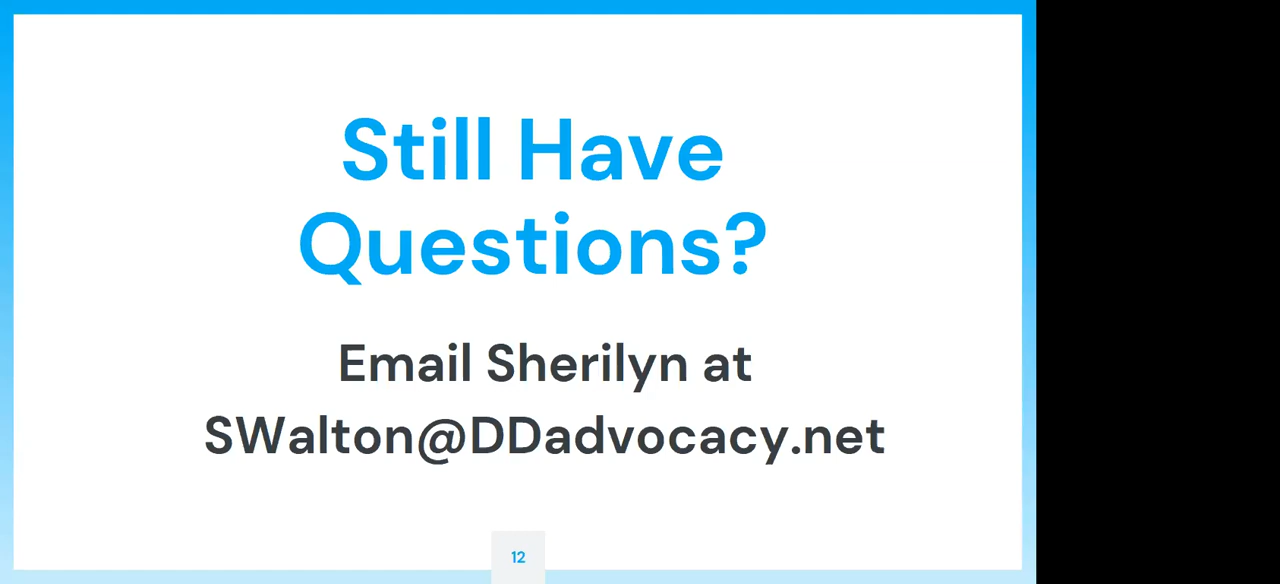 Still Have
Questions?
Email Sherilyn at
SWalton@DDadvocacy.net
12